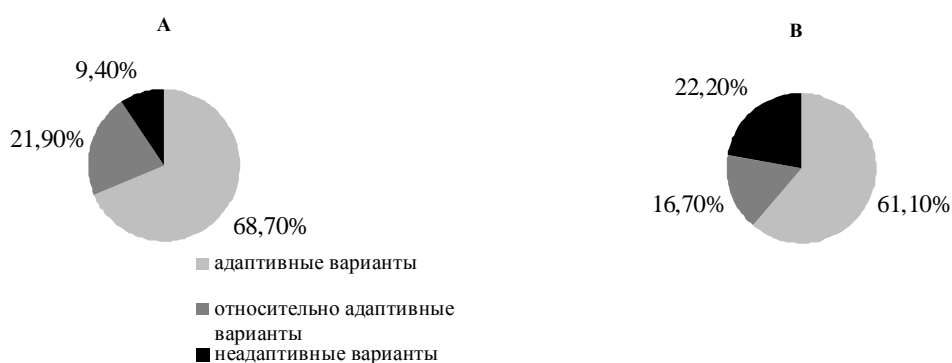 А
В
9,40%
22,20%
21,90%
16,70%
61,10%
68,70%
адаптивные варианты
относительно адаптивные
варианты
неадаптивные варианты